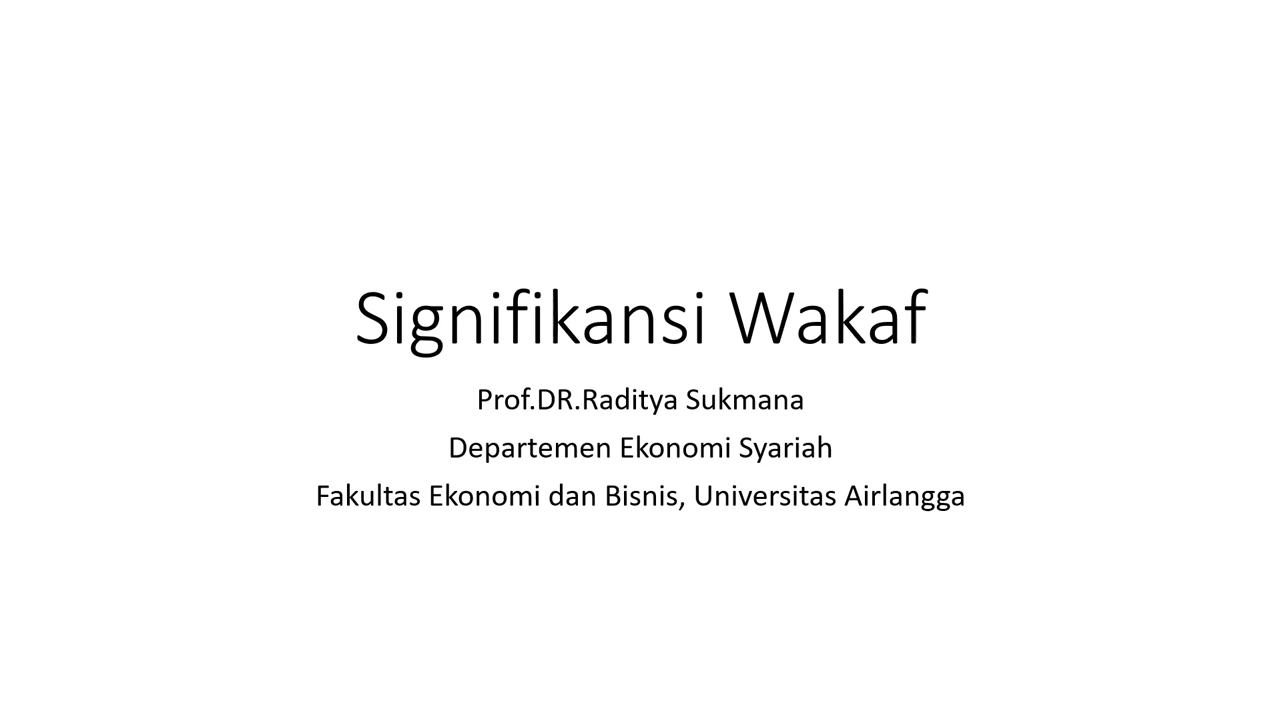 Signifikansi Wakaf
Prof.DR.Raditya Sukmana
Departemen Ekonomi Syariah
Fakultas Ekonomi dan Bisnis, Universitas Airlangga